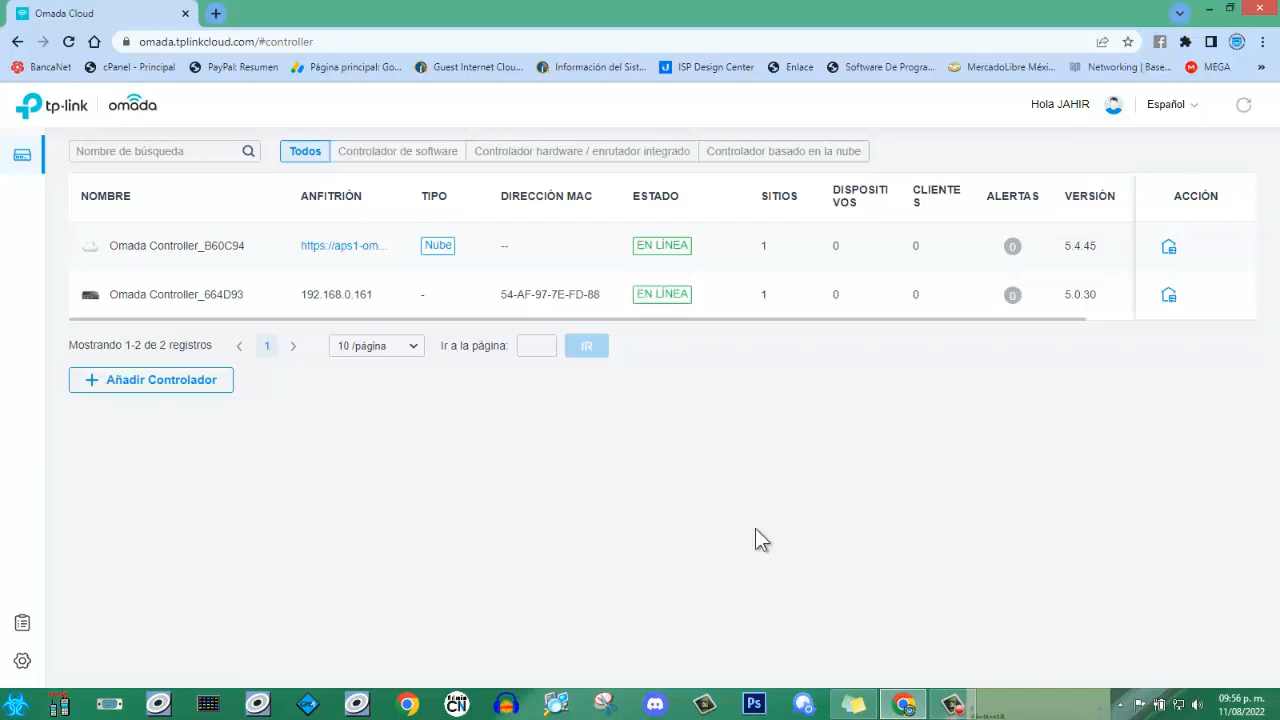 Omada Cloud
omada.tplinkcloud.com/#controller
BancaNet
cPanel - Principal
PayPal: Resumen
Página principal: Go...
Guest Internet Clou...
Información del Sist...
ISP Design Center
Enlace
Software De Progra...
MercadoLibre Méxi...
Networking | Base...
MEGA
»
tp-link omada
Hola JAHIR
Español
Nombre de búsqueda
Todos
Controlador de software
Controlador hardware / enrutador integrado
Controlador basado en la nube
NOMBRE ANFITRIÓN TIPO DIRECCIÓN MAC ESTADO SITIOS DISPOSITI CLIENTE ALERTAS VERSIÓN ACCIÓN
VOS S
Omada Controller_B60C94 https://aps1-om... Nube -- EN LÍNEA 1 0 0 0 5.4.45
Omada Controller_664D93 192.168.0.161 - 54-AF-97-7E-FD-88 EN LÍNEA 1 0 0 0 5.0.30
Mostrando 1-2 de 2 registros 1 10 /página Ir a la página: IR
+ Añadir Controlador
Ps
09:56 p. m.
11/08/2022